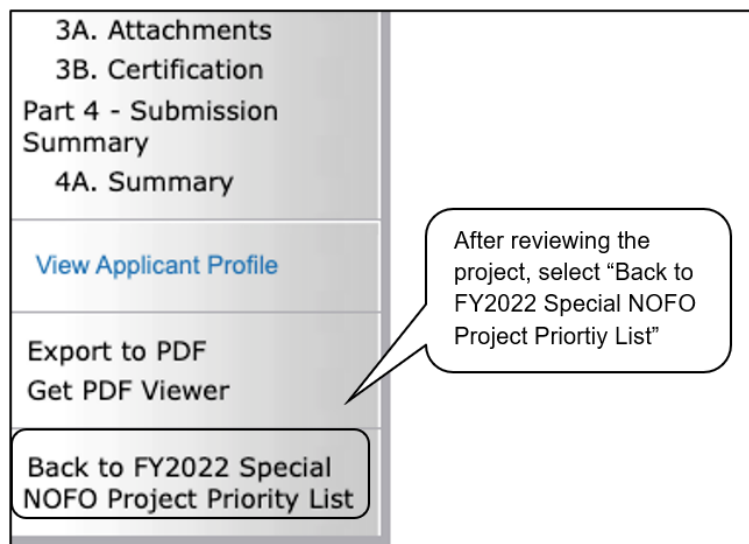 3A. Attachments
3B. Certification
Part 4 - Submission
Summary
4A. Summary
View Applicant Profile
Export to PDF
Get PDF Viewer
Back to FY2022 Special
NOFO Project Priority List
After reviewing the
project, select “Back to
FY2022 Special NOFO
Project Priortiy List”